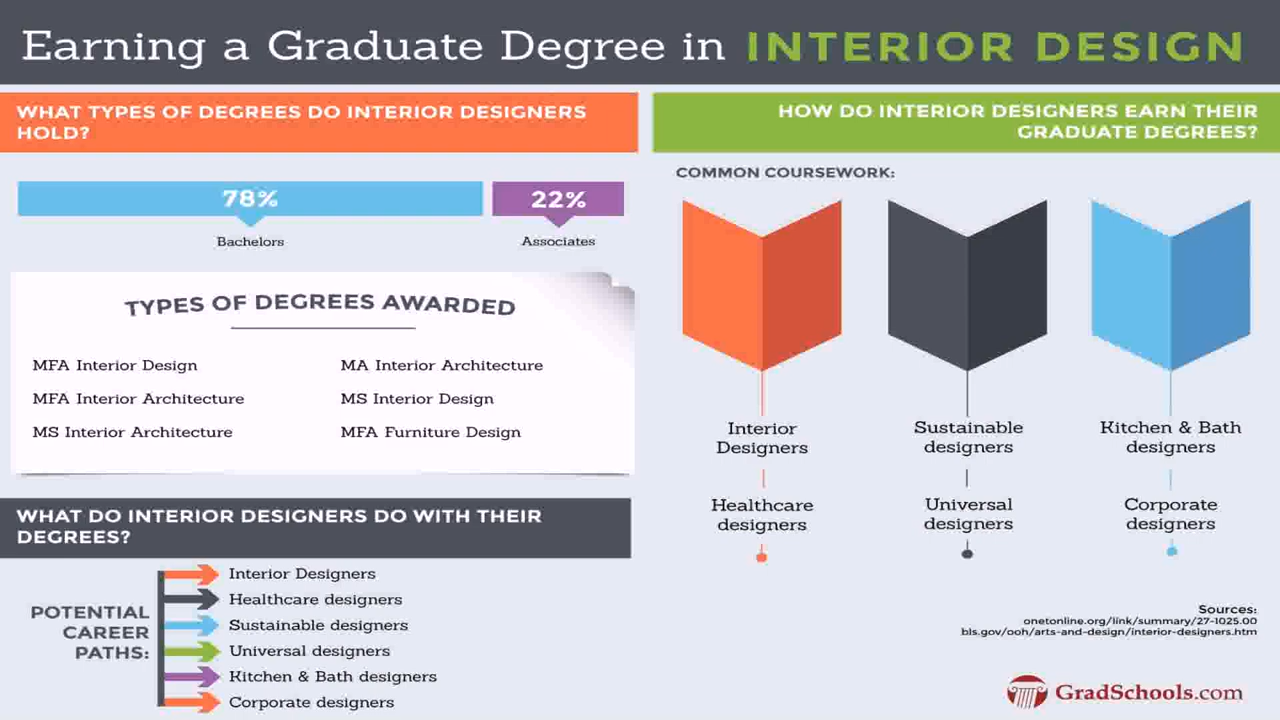 Earning a Graduate Degree in INTERIOR DESIGN
WHAT TYPES OF DEGREES DO INTERIOR DESIGNERS
HOLD?
78%
22%
Bachelors
Associates
TYPES OF DEGREES AWARDED
MFA Interior Design
MFA Interior Architecture
MS Interior Architecture
MA Interior Architecture
MS Interior Design
MFA Furniture Design
WHAT DO INTERIOR DESIGNERS DO WITH THEIR
DEGREES?
POTENTIAL
CAREER
PATHS:
Interior Designers
Healthcare designers
Sustainable designers
Universal designers
Kitchen & Bath designers
Corporate designers
HOW DO INTERIOR DESIGNERS EARN THEIR
GRADUATE DEGREES?
COMMON COURSEWORK:
Interior
Designers
Healthcare
designers
Sustainable
designers
Universal
designers
Kitchen & Bath
designers
Corporate
designers
Sources:
onetonline.org/link/summary/27-1025.00
bls.gov/ooh/arts-and-design/interior-designers.htm
GradSchools.com